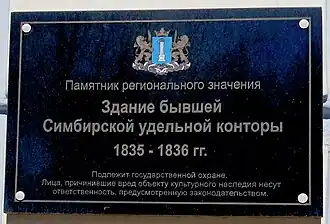 Памятник регионального значения
Здание бывшей
Симбирской удельной конторы
1835 - 1836 гг.
Подлежит государственной охране.
Лица, причинившие вред объекту культурного наследия несут
ответственность, предусмотренную законодательством.